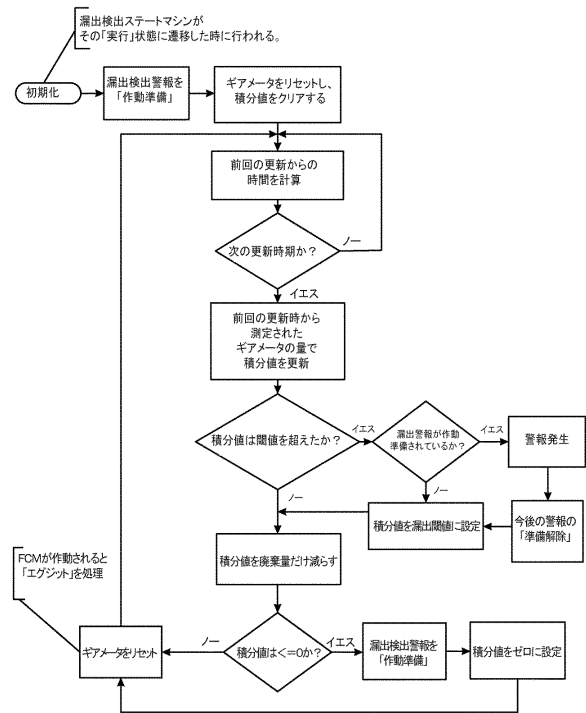 漏出検出ステートマシンが
その「実行」状態に遷移した時に行われる。
初期化
漏出検出警報を
「作動準備」
ギアメータをリセットし、
積分値をクリアする
前回の更新からの
時間を計算
次の更新時期か？
ノー
イエス
前回の更新時から
測定された
ギアメータの量で
積分値を更新
積分値は閾値を超えたか？
イエス
漏出警報が作動
準備されているか？
イエス
警報発生
ノー
ノー
積分値を漏出閾値に設定
今後の警報の
「準備解除」
FCMが作動されると
「エグジット」を処理
積分値を廃棄量だけ減らす
ギアメータをリセット
ノー
積分値は<=0か？
イエス
漏出検出警報を
「作動準備」
積分値をゼロに設定